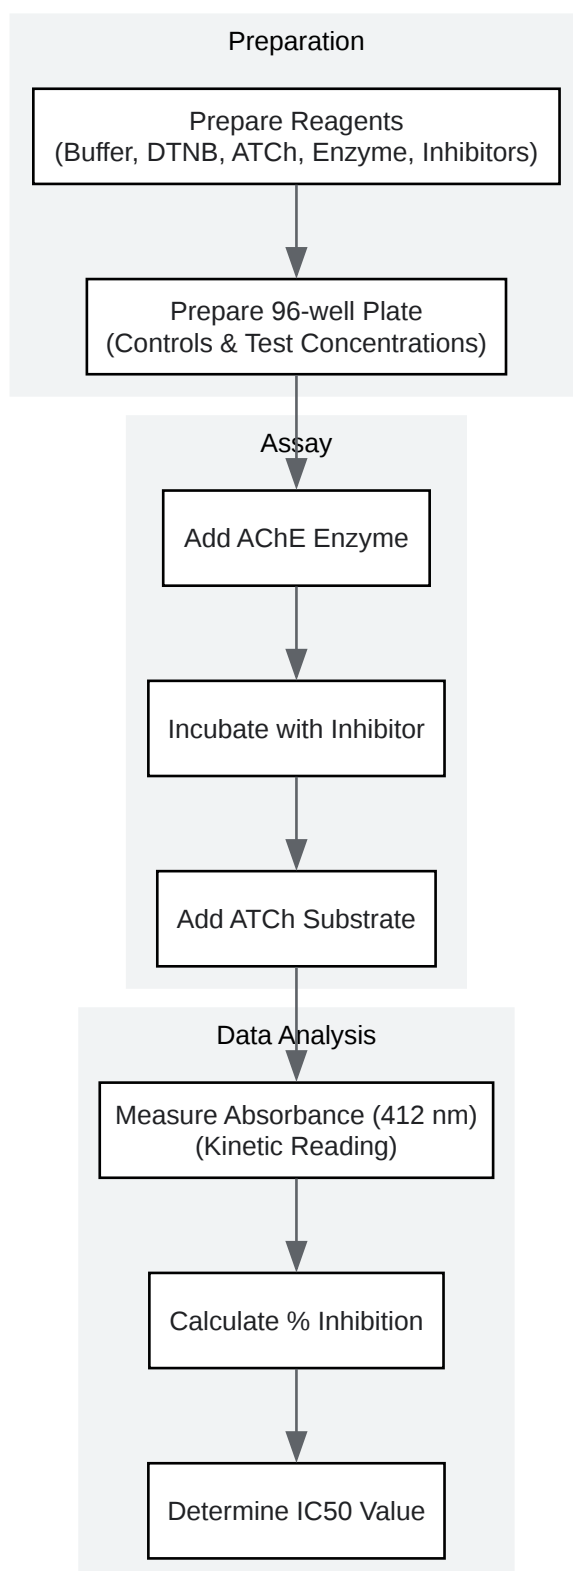 Preparation
Prepare Reagents
(Buffer, DTNB, ATCh, Enzyme, Inhibitors)
Prepare 96-well Plate
(Controls & Test Concentrations)
Assay
Add AChE Enzyme
Incubate with Inhibitor
Add ATCh Substrate
Data Analysis
Measure Absorbance (412 nm)
(Kinetic Reading)
Calculate % Inhibition
Determine IC50 Value